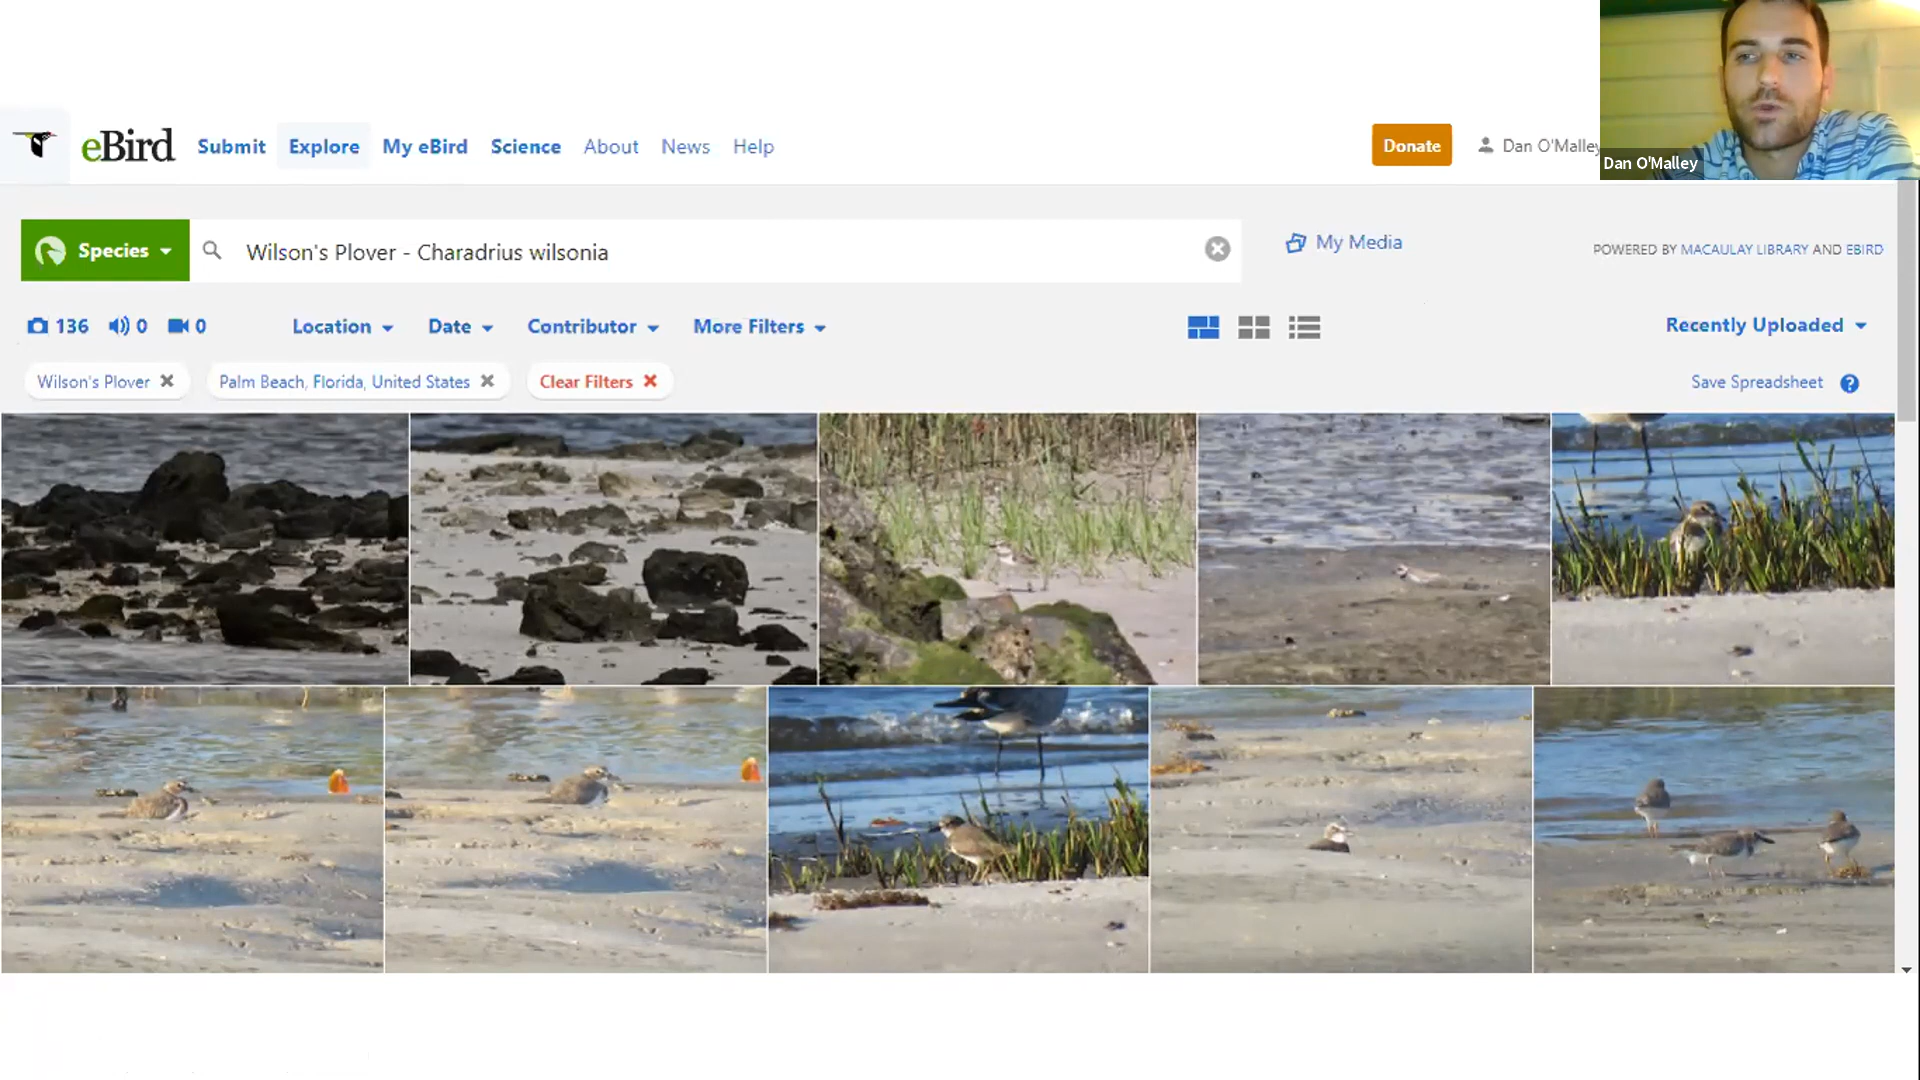 eBird Submit Explore My eBird Science About News Help Donate Dan O'Malley
Dan O'Malley
Species Wilson's Plover - Charadrius wilsonia My Media POWERED BY MACAULAY LIBRARY AND EBIRD
136 0 0 Location Date Contributor More Filters Recently Uploaded
Wilson's Plover Palm Beach, Florida, United States Clear Filters Save Spreadsheet ?